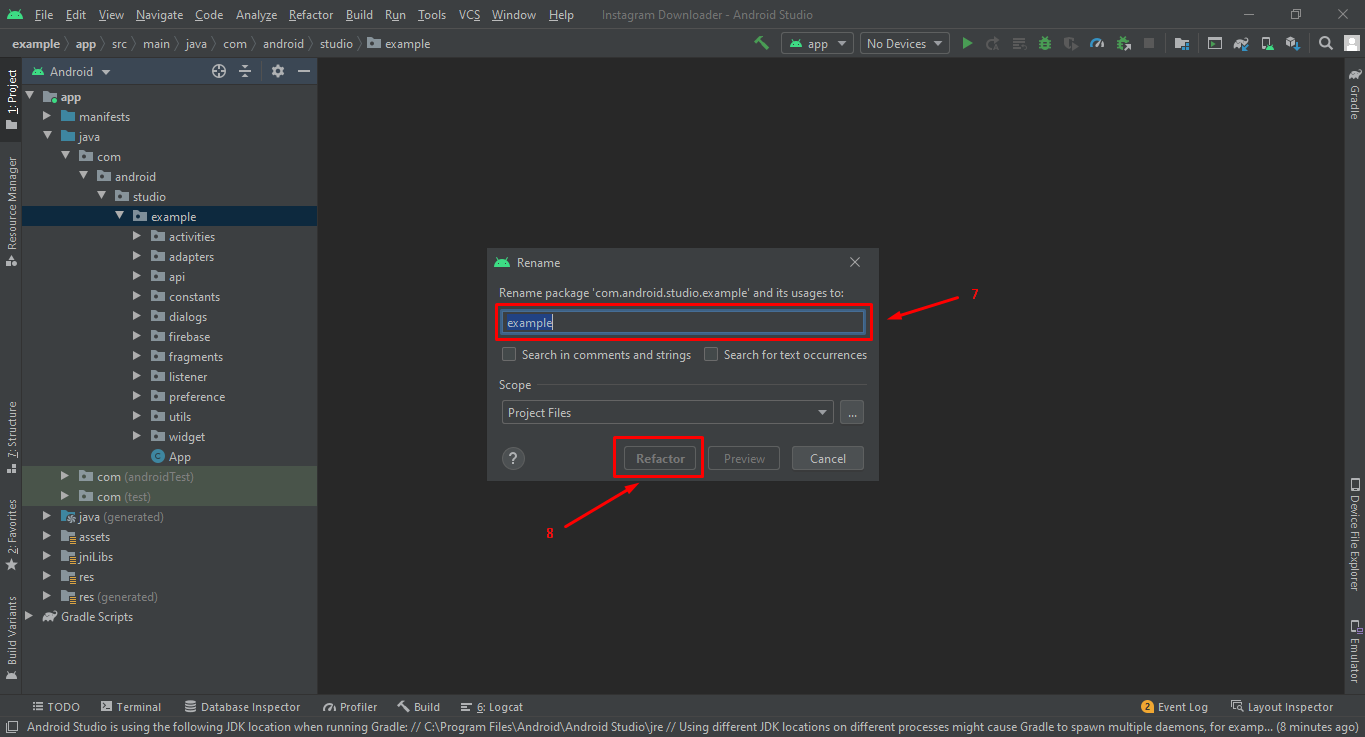 File Edit View Navigate Code Analyze Refactor Build Run Tools VCS Window Help Instagram Downloader - Android Studio
example app src main java com android studio example app No Devices
Android
app
manifests
java
com
android
studio
example
activities
adapters
api
constants
dialogs
firebase
fragments
listener
preference
utils
widget
App
com (androidTest)
com (test)
java (generated)
assets
jniLibs
res
res (generated)
Gradle Scripts
1: Project
Resource Manager
7: Structure
2: Favorites
Build Variants
Rename
Rename package 'com.android.studio.example' and its usages to:
example
Search in comments and strings Search for text occurrences
Scope
Project Files ...
? Refactor Preview Cancel
7
8
Gradle
Device File Explorer
Emulator
TODO Terminal Database Inspector Profiler Build 6: Logcat 2 Event Log Layout Inspector
Android Studio is using the following JDK location when running Gradle: // C:\Program Files\Android\Android Studio\jre // Using different JDK locations on different processes might cause Gradle to spawn multiple daemons, for examp... (8 minutes ago)